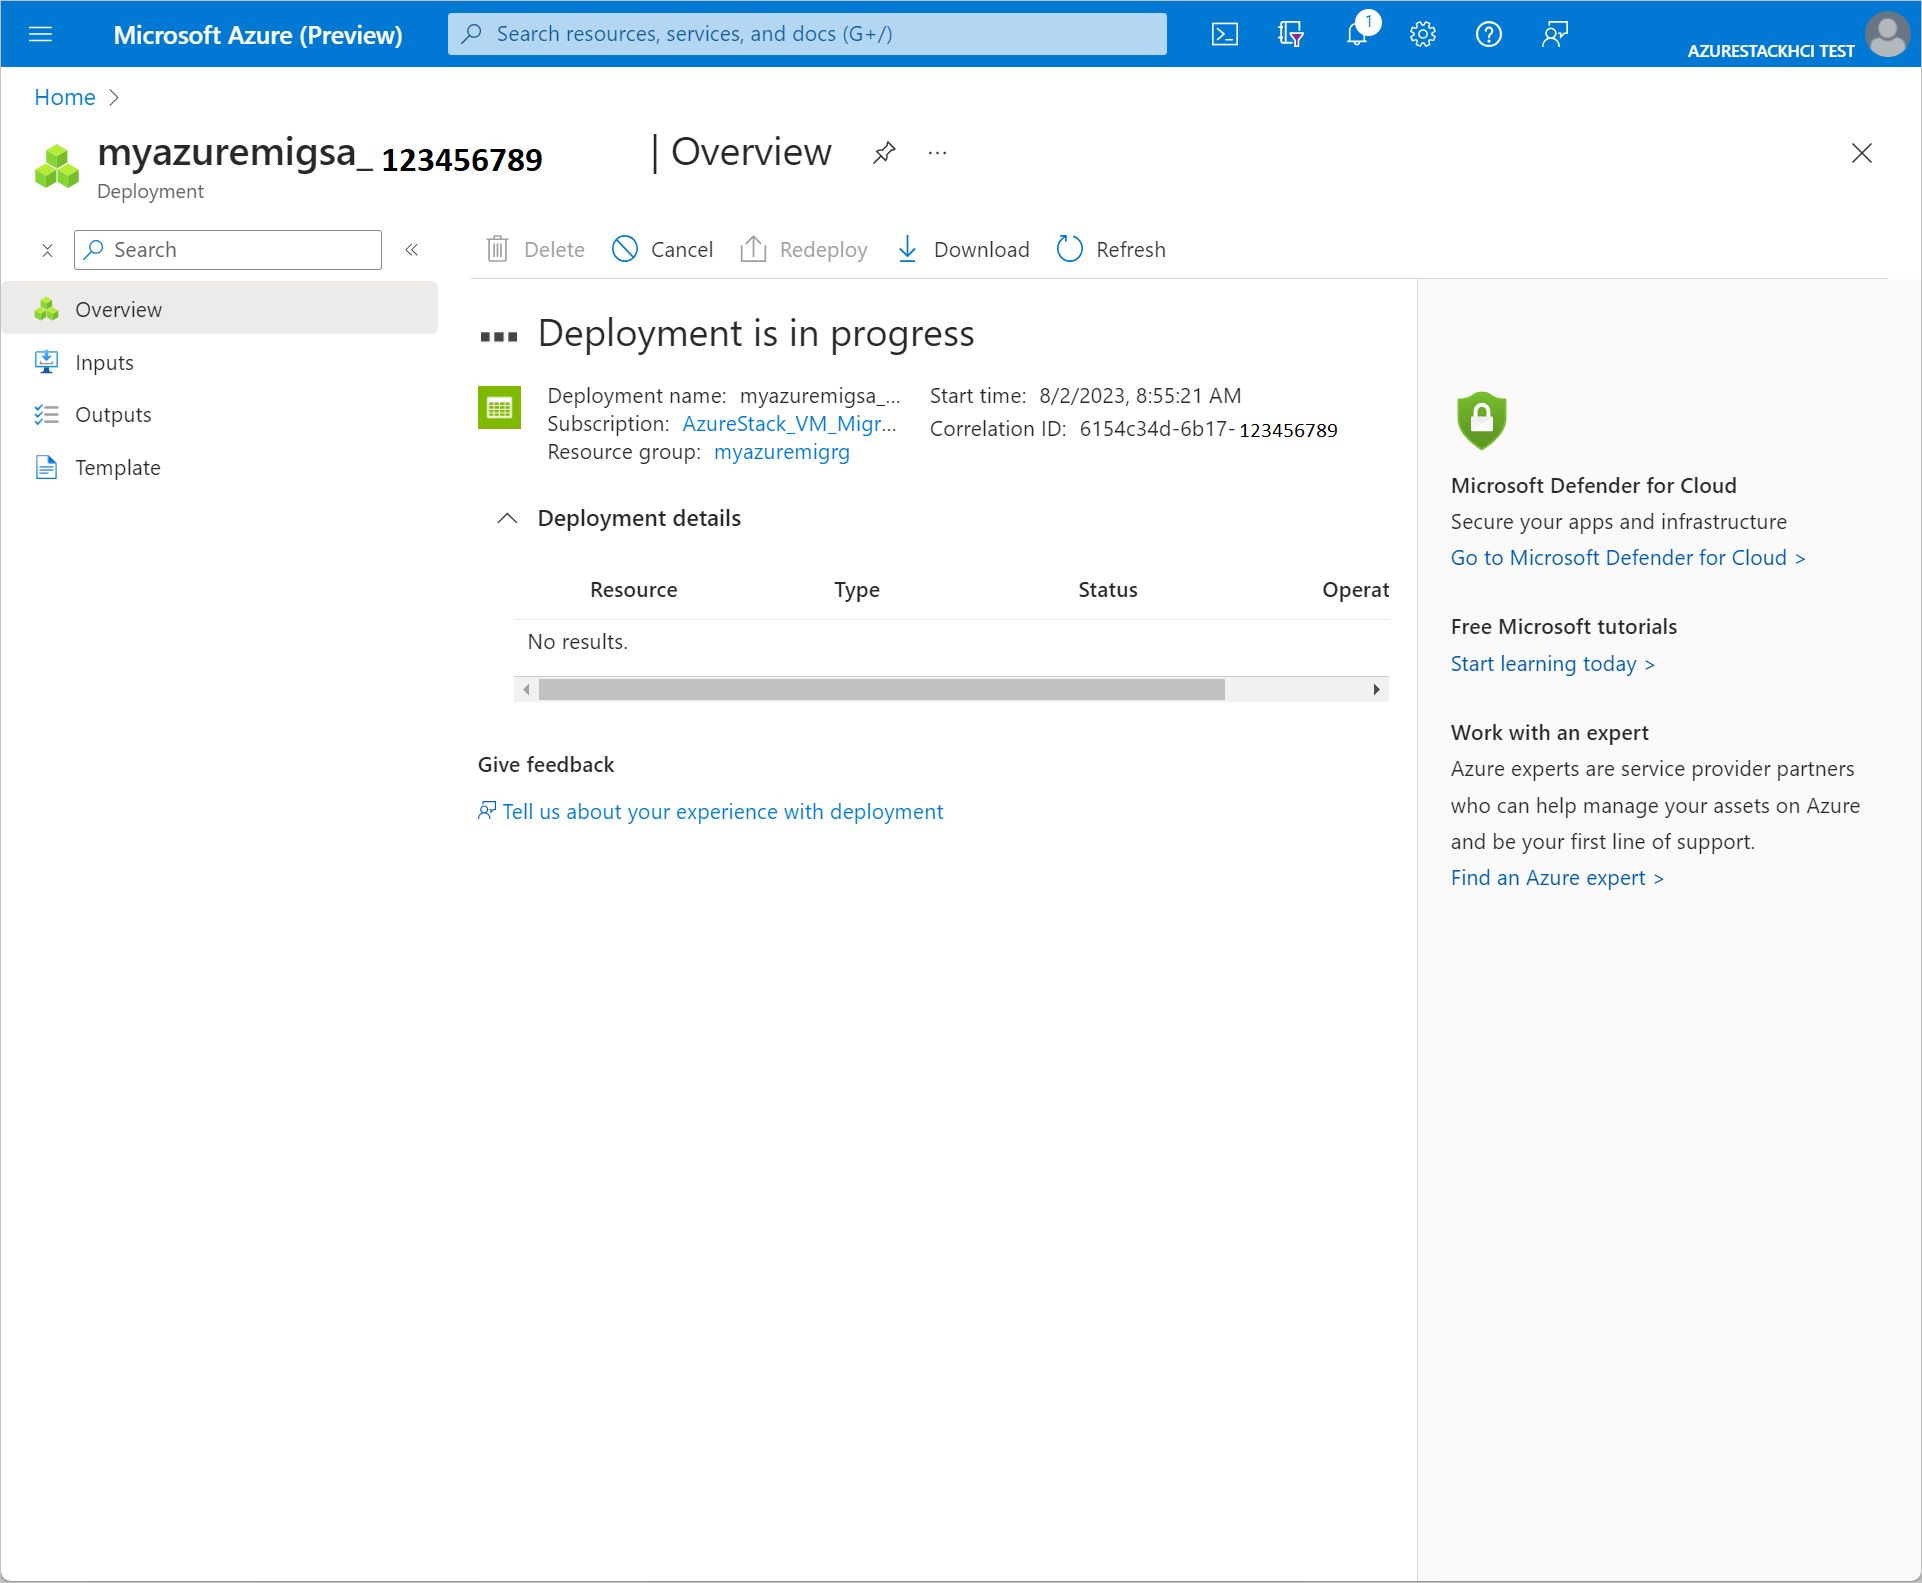 Microsoft Azure (Preview)
Search resources, services, and docs (G+/)
1
AZURESTACKHCI TEST
Home
myazuremigsa_ 123456789 | Overview
...
Deployment
Search
«
Delete
Cancel
Redeploy
Download
Refresh
Overview
Inputs
Outputs
Template
Deployment is in progress
Deployment name: myazuremigsa_...
Subscription: AzureStack_VM_Migr...
Resource group: myazuremigrg
Start time: 8/2/2023, 8:55:21 AM
Correlation ID: 6154c34d-6b17-123456789
Deployment details
Resource Type Status Operat
No results.
Give feedback
Tell us about your experience with deployment
Microsoft Defender for Cloud
Secure your apps and infrastructure
Go to Microsoft Defender for Cloud >
Free Microsoft tutorials
Start learning today >
Work with an expert
Azure experts are service provider partners
who can help manage your assets on Azure
and be your first line of support.
Find an Azure expert >